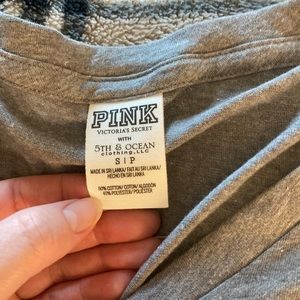 PINK
VICTORIA'S SECRET
WITH
5TH & OCEAN
clothing, LLC
S | P
MADE IN SRI LANKA / FAIT AU SRI LANKA /
HECHO EN SRI LANKA
60% COTTON / COTON / ALGODÓN
40% POLYESTER / POLIÉSTER